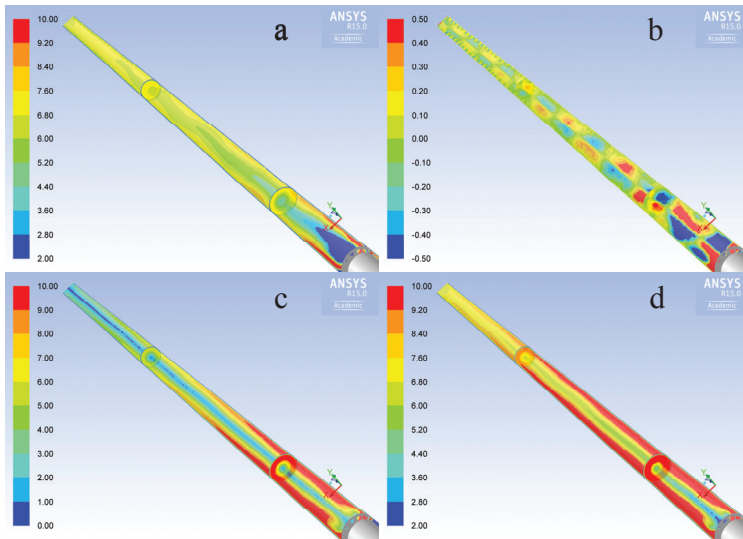 a
ANSYS
R15.0
Academic
10.00
9.20
8.40
7.60
6.80
6.00
5.20
4.40
3.60
2.80
2.00
Y
Z
X
b
ANSYS
R15.0
Academic
0.50
0.40
0.30
0.20
0.10
0.00
-0.10
-0.20
-0.30
-0.40
-0.50
Y
Z
X
c
ANSYS
R15.0
Academic
10.00
9.00
8.00
7.00
6.00
5.00
4.00
3.00
2.00
1.00
0.00
Y
Z
X
d
ANSYS
R15.0
Academic
10.00
9.20
8.40
7.60
6.80
6.00
5.20
4.40
3.60
2.80
2.00
Y
Z
X